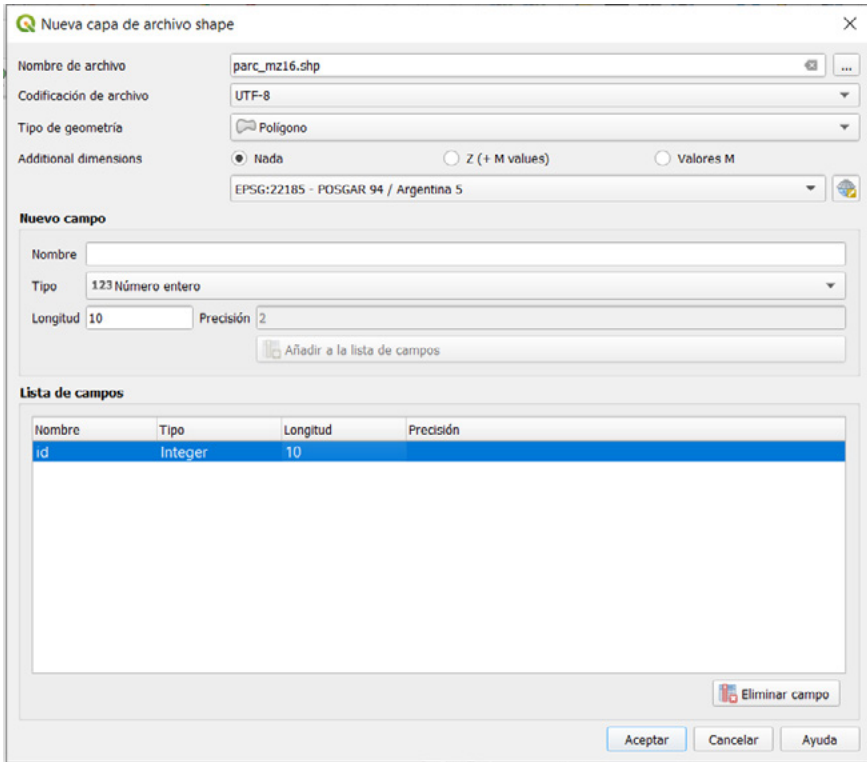 Nueva capa de archivo shape
Nombre de archivo parc_mz16.shp ...
Codificación de archivo UTF-8
Tipo de geometría Polígono
Additional dimensions Nada Z (+ M values) Valores M
EPSG:22185 - POSGAR 94 / Argentina 5
Nuevo campo
Nombre
Tipo 123 Número entero
Longitud 10 Precisión 2
Añadir a la lista de campos
Lista de campos
Nombre Tipo Longitud Precisión
id Integer 10
Eliminar campo
Aceptar Cancelar Ayuda